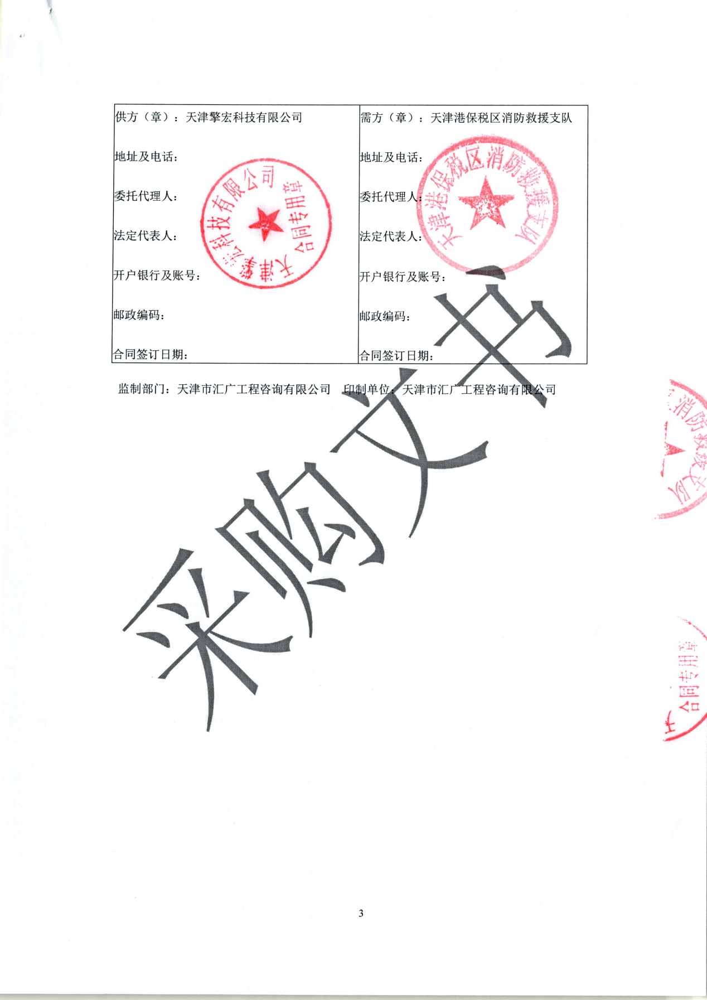 供方（章）：天津擎宏科技有限公司
地址及电话：
委托代理人：
法定代表人：
开户银行及账号：
邮政编码：
合同签订日期：
需方（章）：天津港保税区消防救援支队
地址及电话：
委托代理人：
法定代表人：
开户银行及账号：
邮政编码：
合同签订日期：
天津擎宏科技有限公司
合同专用章
天津港保税区消防救援支队
监制部门：天津市汇广工程咨询有限公司 印制单位：天津市汇广工程咨询有限公司
采购文书
消防救援支队
合同专用章
天
3